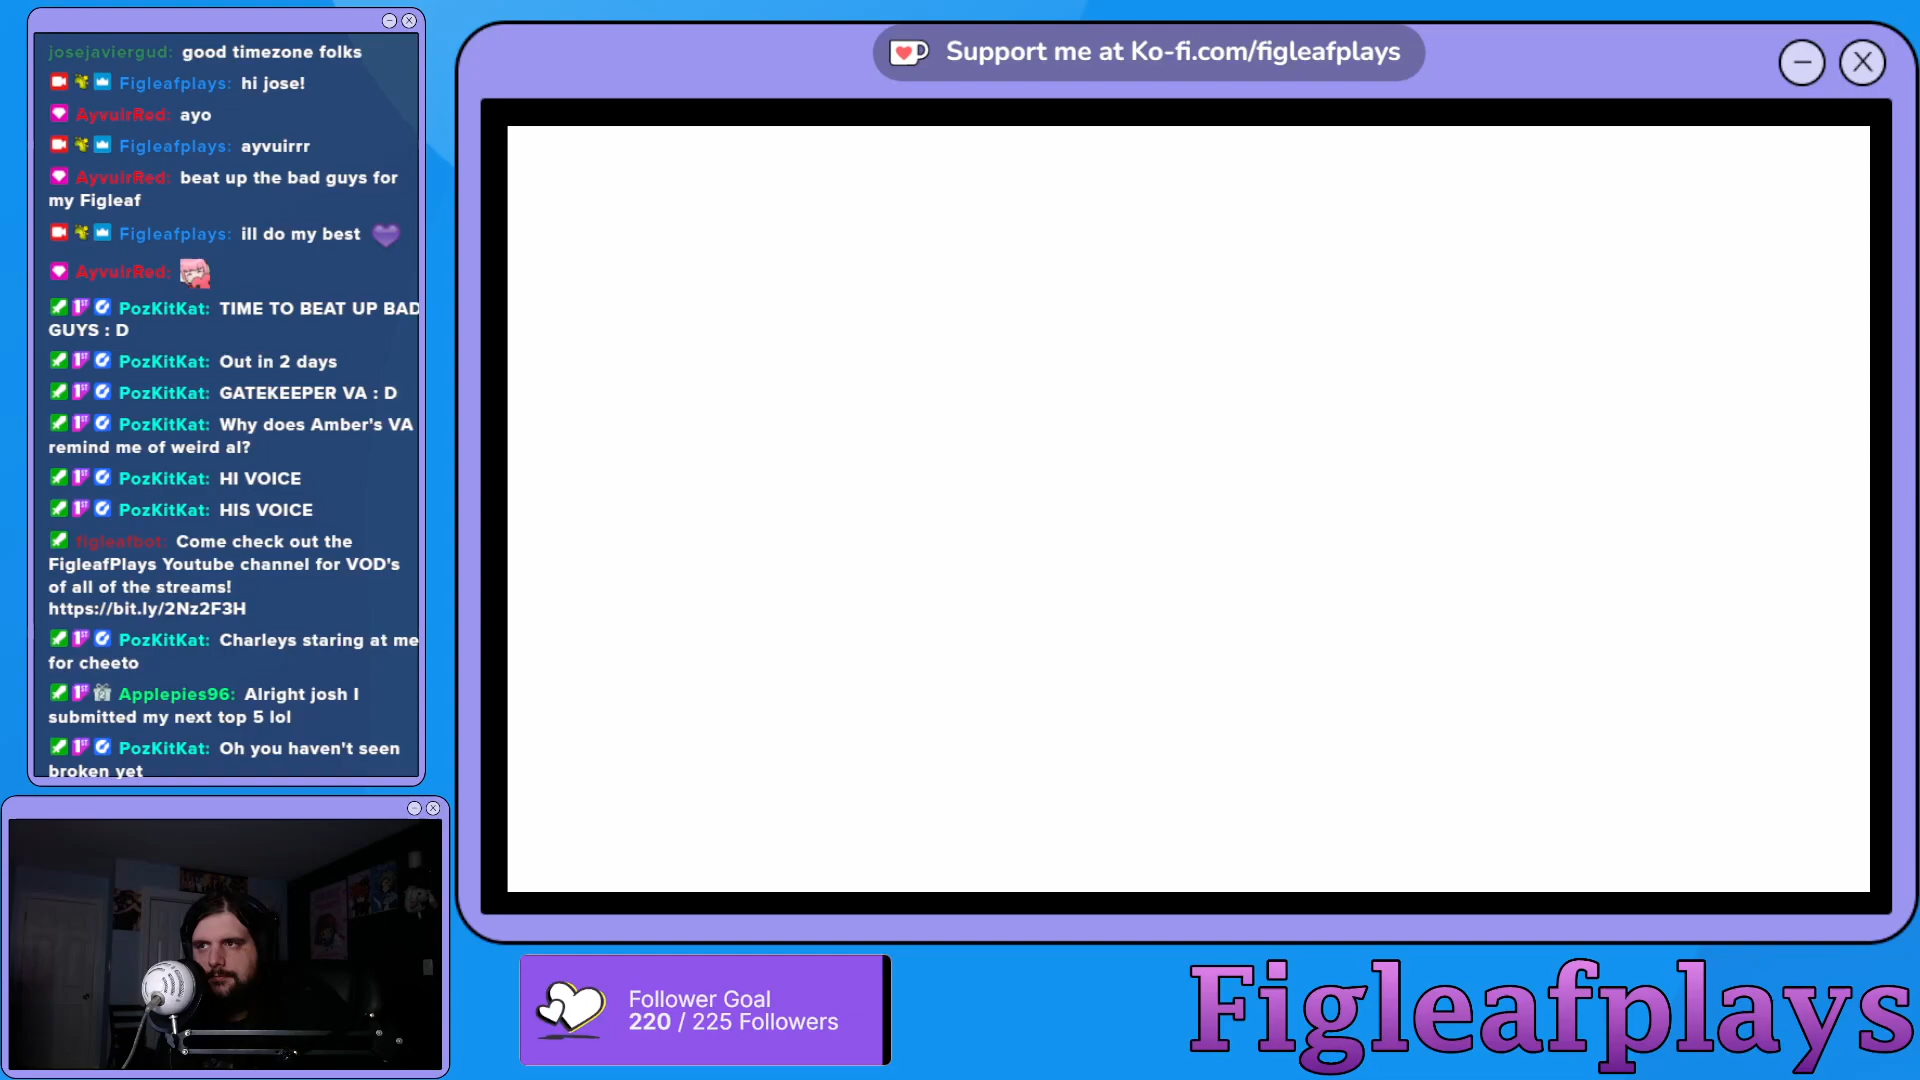 josejaviergud: good timezone folks
Figleafplays: hi jose!
AyvuirRed: ayo
Figleafplays: ayvuirrr
AyvuirRed: beat up the bad guys for
my Figleaf
Figleafplays: ill do my best
AyvuirRed:
PozKitKat: TIME TO BEAT UP BAD
GUYS : D
PozKitKat: Out in 2 days
PozKitKat: GATEKEEPER VA : D
PozKitKat: Why does Amber's VA
remind me of weird al?
PozKitKat: HI VOICE
PozKitKat: HIS VOICE
figleafbot: Come check out the
FigleafPlays Youtube channel for VOD's
of all of the streams!
https://bit.ly/2Nz2F3H
PozKitKat: Charleys staring at me
for cheeto
Applepies96: Alright josh I
submitted my next top 5 lol
PozKitKat: Oh you haven't seen
broken yet
Support me at Ko-fi.com/figleafplays
Follower Goal
220 / 225 Followers
Figleafplays